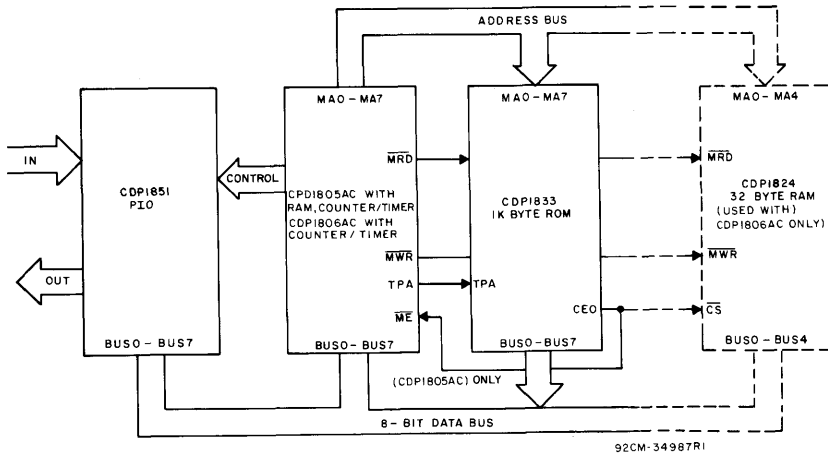 ADDRESS BUS
MA0 - MA7
MA0 - MA7
MA0 - MA4
IN
CDP1851
PIO
OUT
BUS0 - BUS7
CONTROL
MRD
CPD1805AC WITH
RAM, COUNTER/TIMER
CDP1806AC WITH
COUNTER / TIMER
MWR
TPA
ME
BUS0 - BUS7
CDP1833
1K BYTE ROM
TPA
CEO
BUS0 - BUS7
MRD
CDP1824
32 BYTE RAM
(USED WITH)
CDP1806AC ONLY)
MWR
CS
BUS0 - BUS4
(CDP1805AC) ONLY
8- BIT DATA BUS
92CM-34987R1